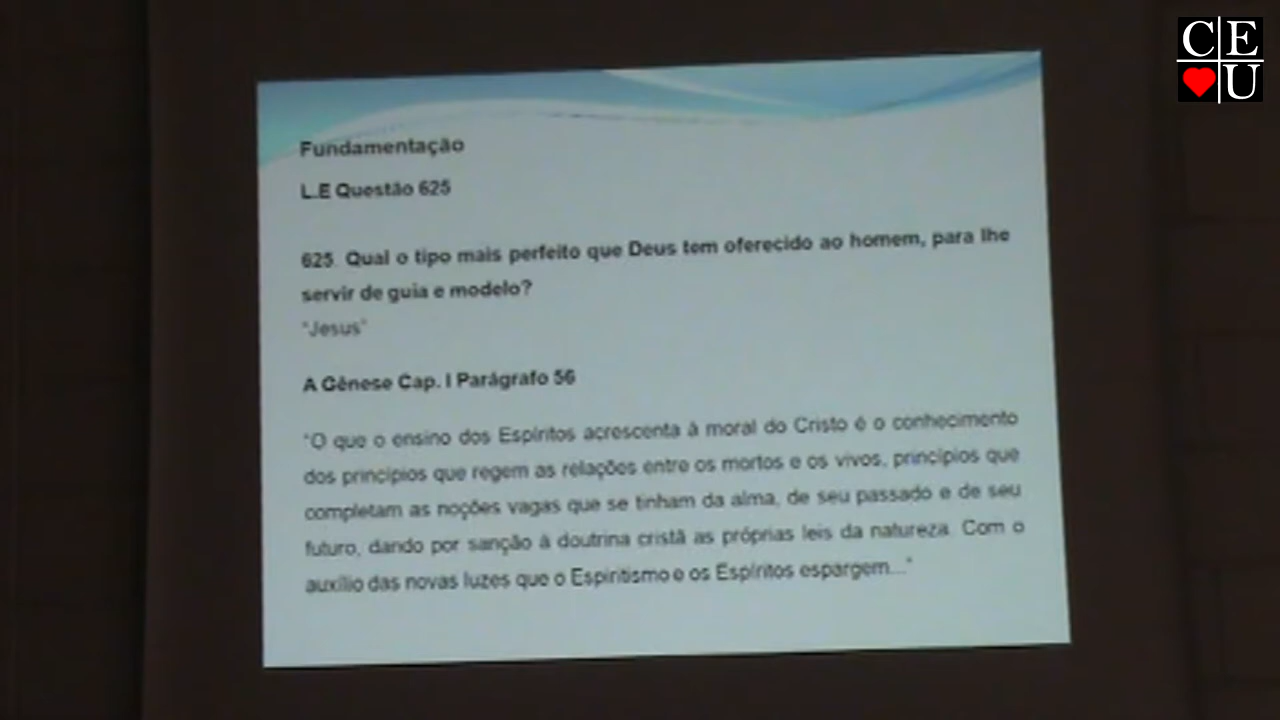 CE
U
Fundamentação
L.E Questão 625
625. Qual o tipo mais perfeito que Deus tem oferecido ao homem, para lhe
servir de guia e modelo?
"Jesus"
A Gênese Cap. I Parágrafo 56
"O que o ensino dos Espíritos acrescenta à moral do Cristo é o conhecimento
dos princípios que regem as relações entre os mortos e os vivos, princípios que
completam as noções vagas que se tinham da alma, de seu passado e de seu
futuro, dando por sanção à doutrina cristã as próprias leis da natureza. Com o
auxílio das novas luzes que o Espiritismo e os Espíritos espargem..."